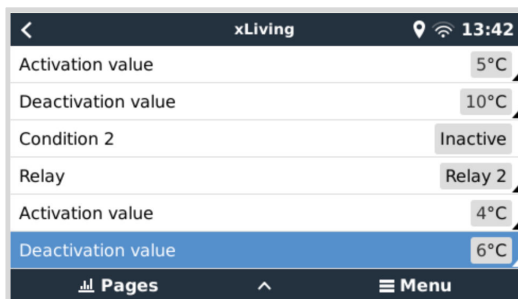 xLiving 13:42
Activation value 5°C
Deactivation value 10°C
Condition 2 Inactive
Relay Relay 2
Activation value 4°C
Deactivation value 6°C
Pages Menu